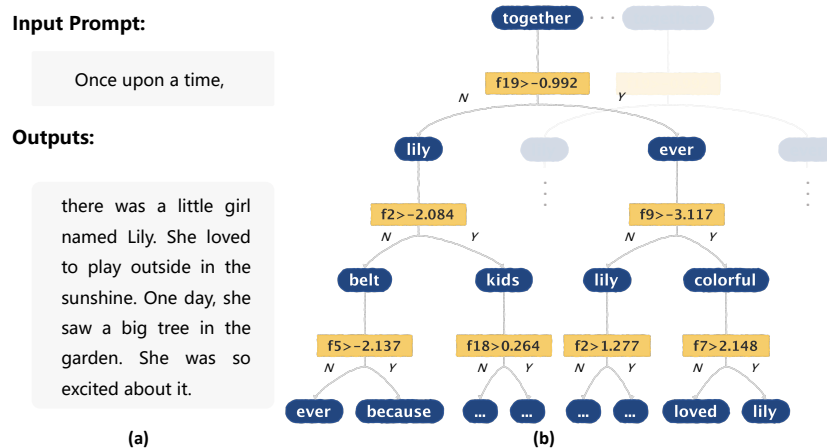 Input Prompt:
Once upon a time,
Outputs:
there was a little girl
named Lily. She loved
to play outside in the
sunshine. One day, she
saw a big tree in the
garden. She was so
excited about it.
(a)
together ...
f19>-0.992
N Y
lily ever
f2>-2.084 f9>-3.117
N Y N Y
belt kids lily colorful
f5>-2.137 f18>0.264 f2>1.277 f7>2.148
N Y N Y N Y N Y
ever because ... ... ... ... loved lily
(b)